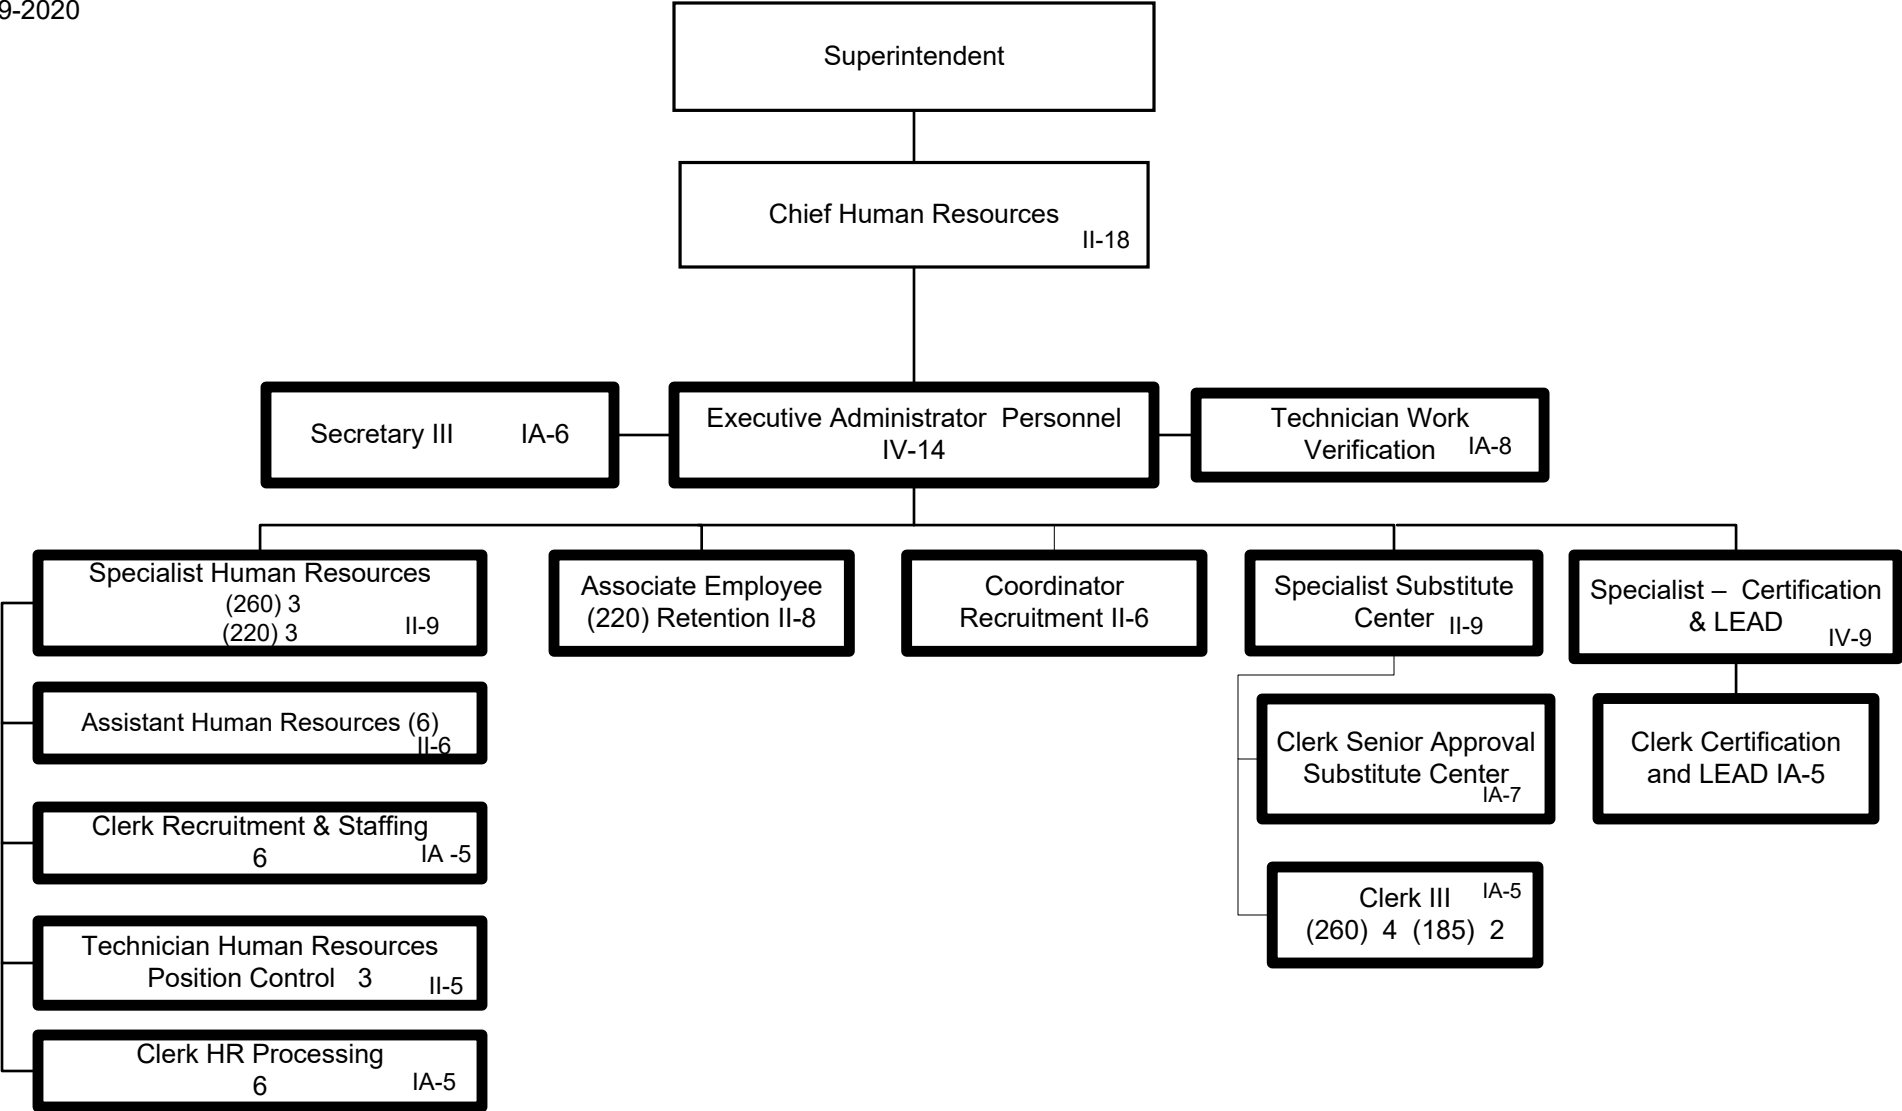 9-2020
Superintendent
Chief Human Resources
II-18
Secretary III IA-6
Executive Administrator Personnel
IV-14
Technician Work
Verification IA-8
Specialist Human Resources
(260) 3
(220) 3 II-9
Associate Employee
(220) Retention II-8
Coordinator
Recruitment II-6
Specialist Substitute
Center II-9
Specialist – Certification
& LEAD
IV-9
Assistant Human Resources (6)
II-6
Clerk Senior Approval
Substitute Center
IA-7
Clerk Certification
and LEAD IA-5
Clerk Recruitment & Staffing
6 IA -5
Clerk III IA-5
(260) 4 (185) 2
Technician Human Resources
Position Control 3 II-5
Clerk HR Processing
6 IA-5